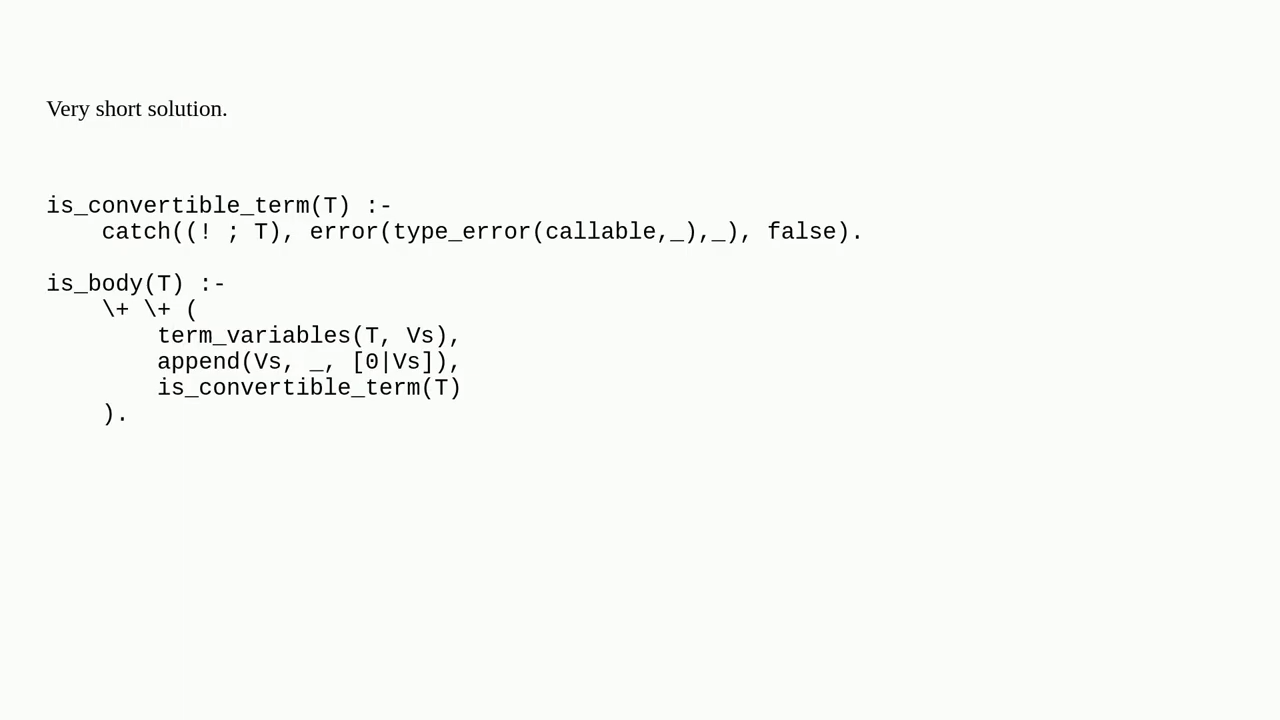 Very short solution.
is_convertible_term(T) :-
    catch((! ; T), error(type_error(callable,_),_), false).
is_body(T) :-
    \+ \+ (
        term_variables(T, Vs),
        append(Vs, _, [0|Vs]),
        is_convertible_term(T)
    ).